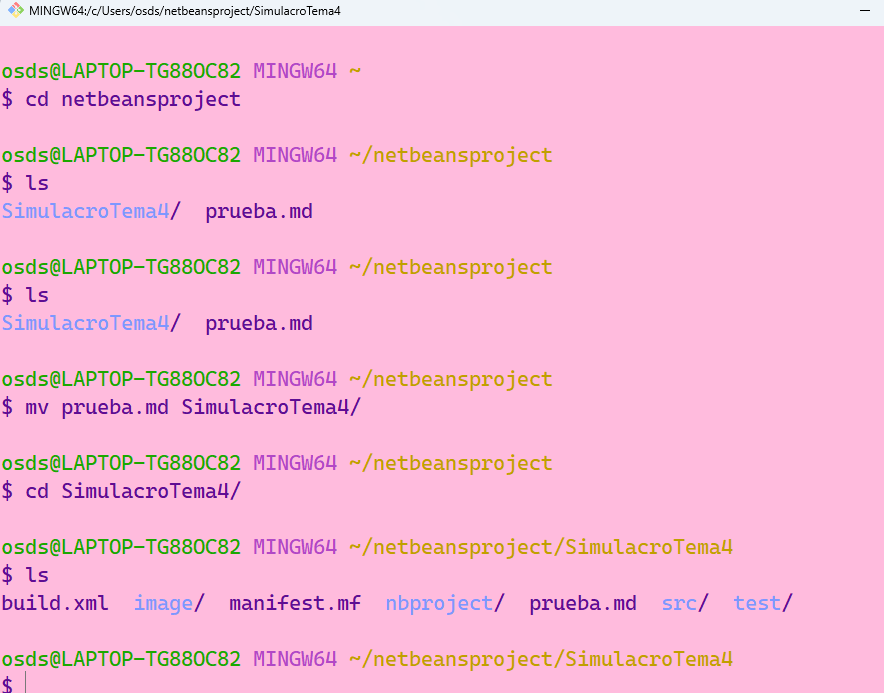 MINGW64:/c/Users/osds/netbeansproject/SimulacroTema4
osds@LAPTOP-TG88OC82 MINGW64 ~
$ cd netbeansproject
osds@LAPTOP-TG88OC82 MINGW64 ~/netbeansproject
$ ls
SimulacroTema4/  prueba.md
osds@LAPTOP-TG88OC82 MINGW64 ~/netbeansproject
$ ls
SimulacroTema4/  prueba.md
osds@LAPTOP-TG88OC82 MINGW64 ~/netbeansproject
$ mv prueba.md SimulacroTema4/
osds@LAPTOP-TG88OC82 MINGW64 ~/netbeansproject
$ cd SimulacroTema4/
osds@LAPTOP-TG88OC82 MINGW64 ~/netbeansproject/SimulacroTema4
$ ls
build.xml  image/  manifest.mf  nbproject/  prueba.md  src/  test/
osds@LAPTOP-TG88OC82 MINGW64 ~/netbeansproject/SimulacroTema4
$